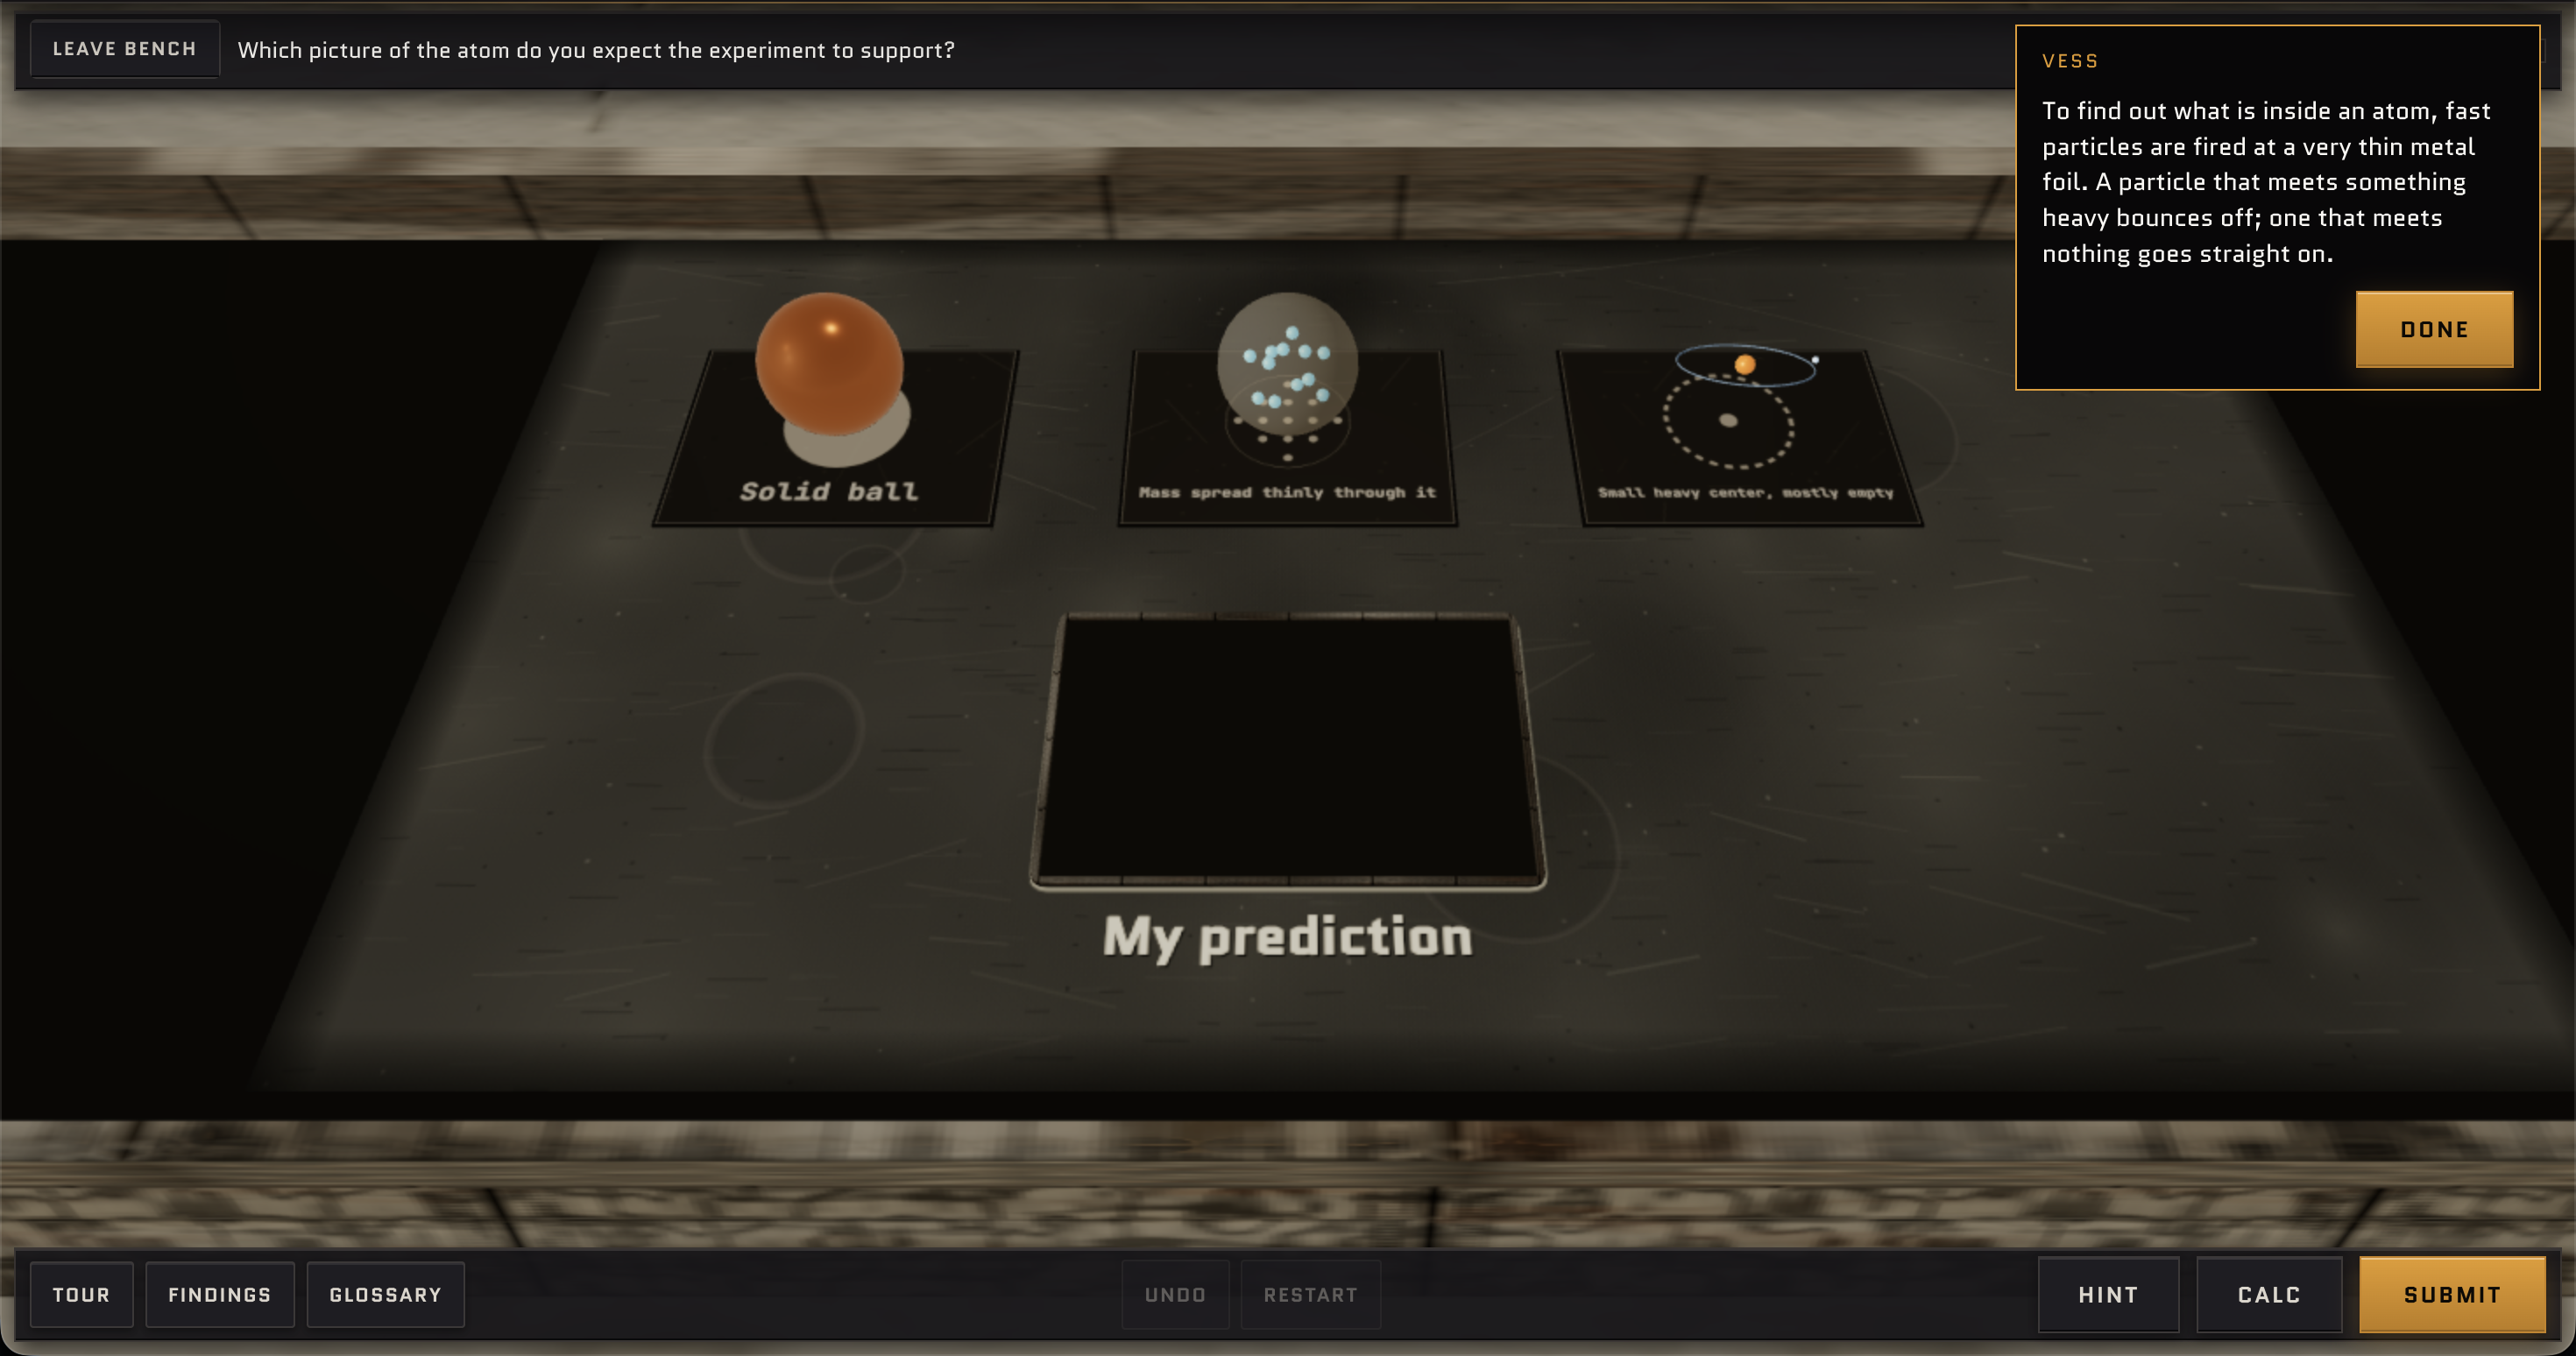 LEAVE BENCH
Which picture of the atom do you expect the experiment to support?
VESS
To find out what is inside an atom, fast
particles are fired at a very thin metal
foil. A particle that meets something
heavy bounces off; one that meets
nothing goes straight on.
DONE
Solid ball
Mass spread thinly through it
Small heavy center, mostly empty
My prediction
TOUR
FINDINGS
GLOSSARY
UNDO
RESTART
HINT
CALC
SUBMIT